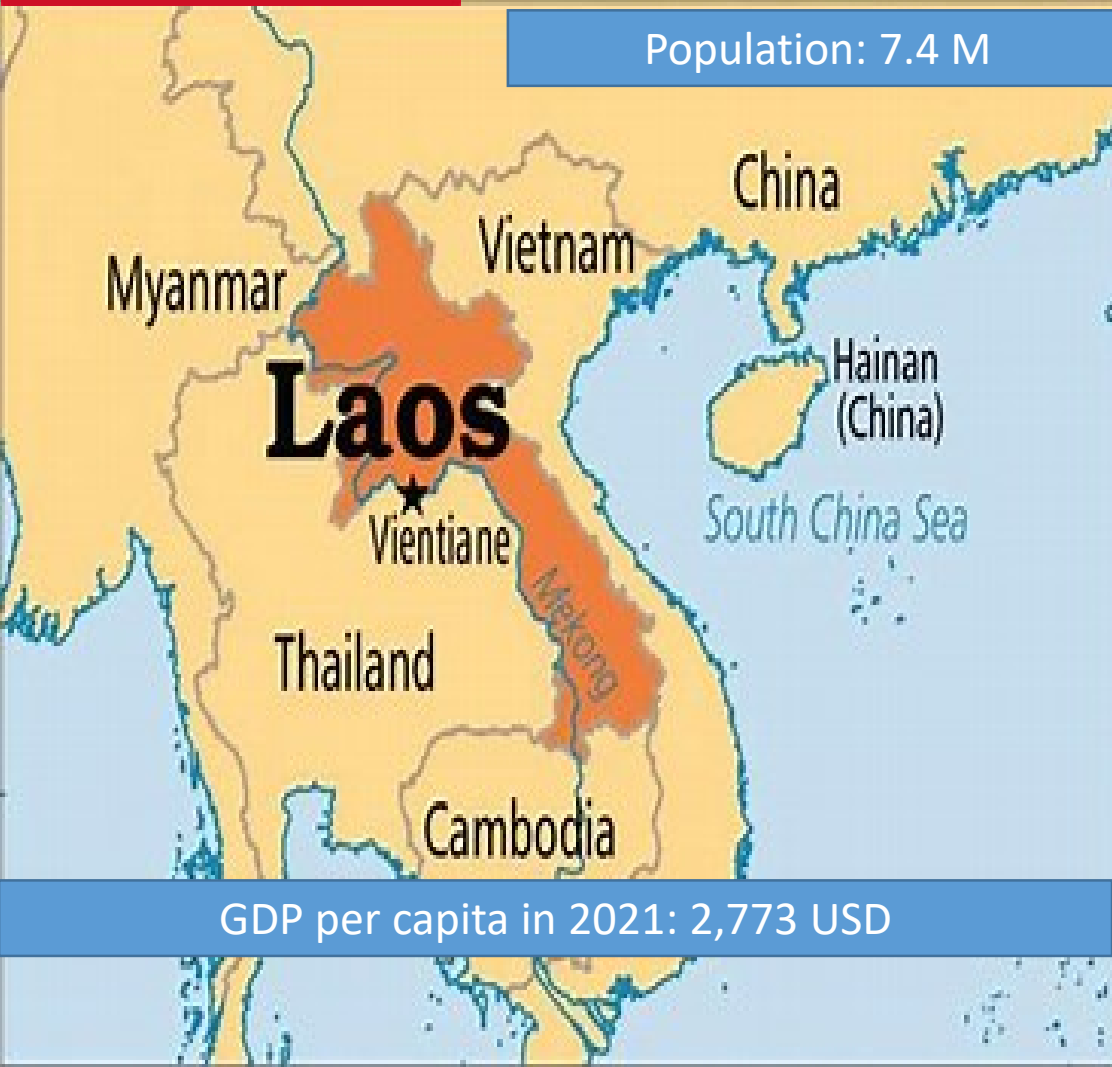 Population: 7.4 M
China
Vietnam
Myanmar
Hainan
(China)
Laos
South China Sea
Vientiane
Mekong
Thailand
Cambodia
GDP per capita in 2021: 2,773 USD